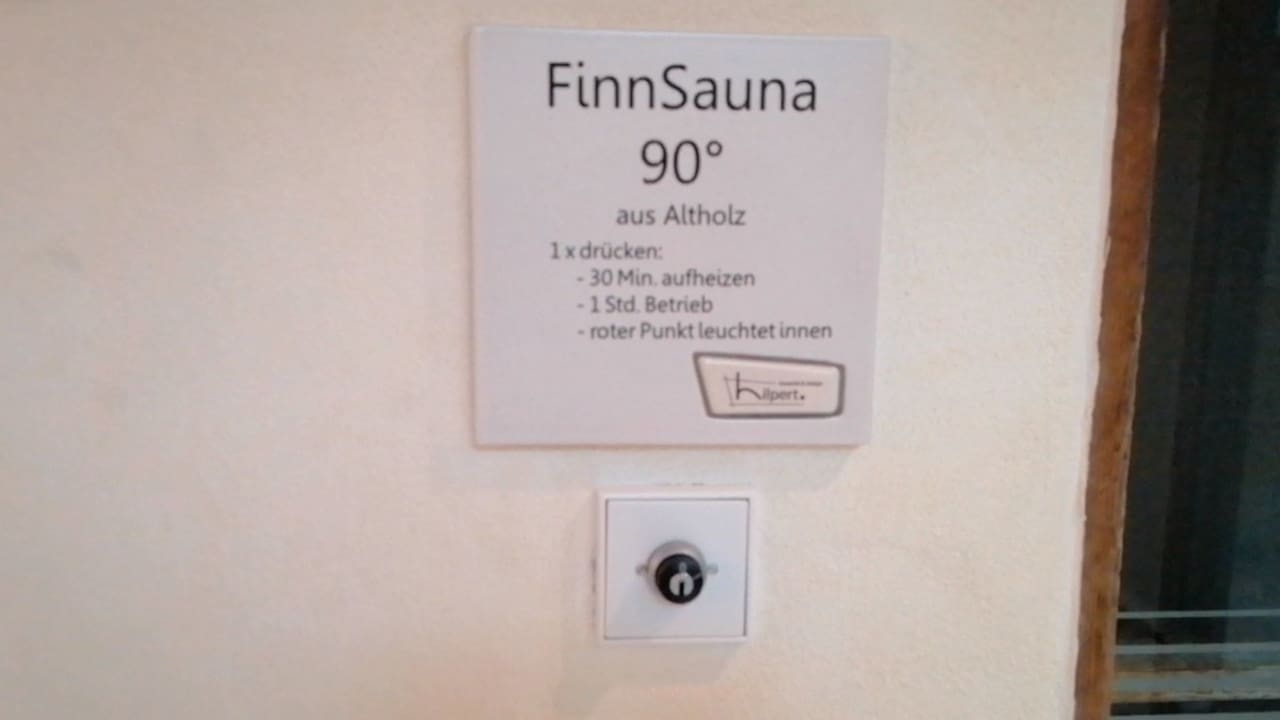 FinnSauna
90°
aus Altholz
1 x drücken:
- 30 Min. aufheizen
- 1 Std. Betrieb
- roter Punkt leuchtet innen
hilpert.